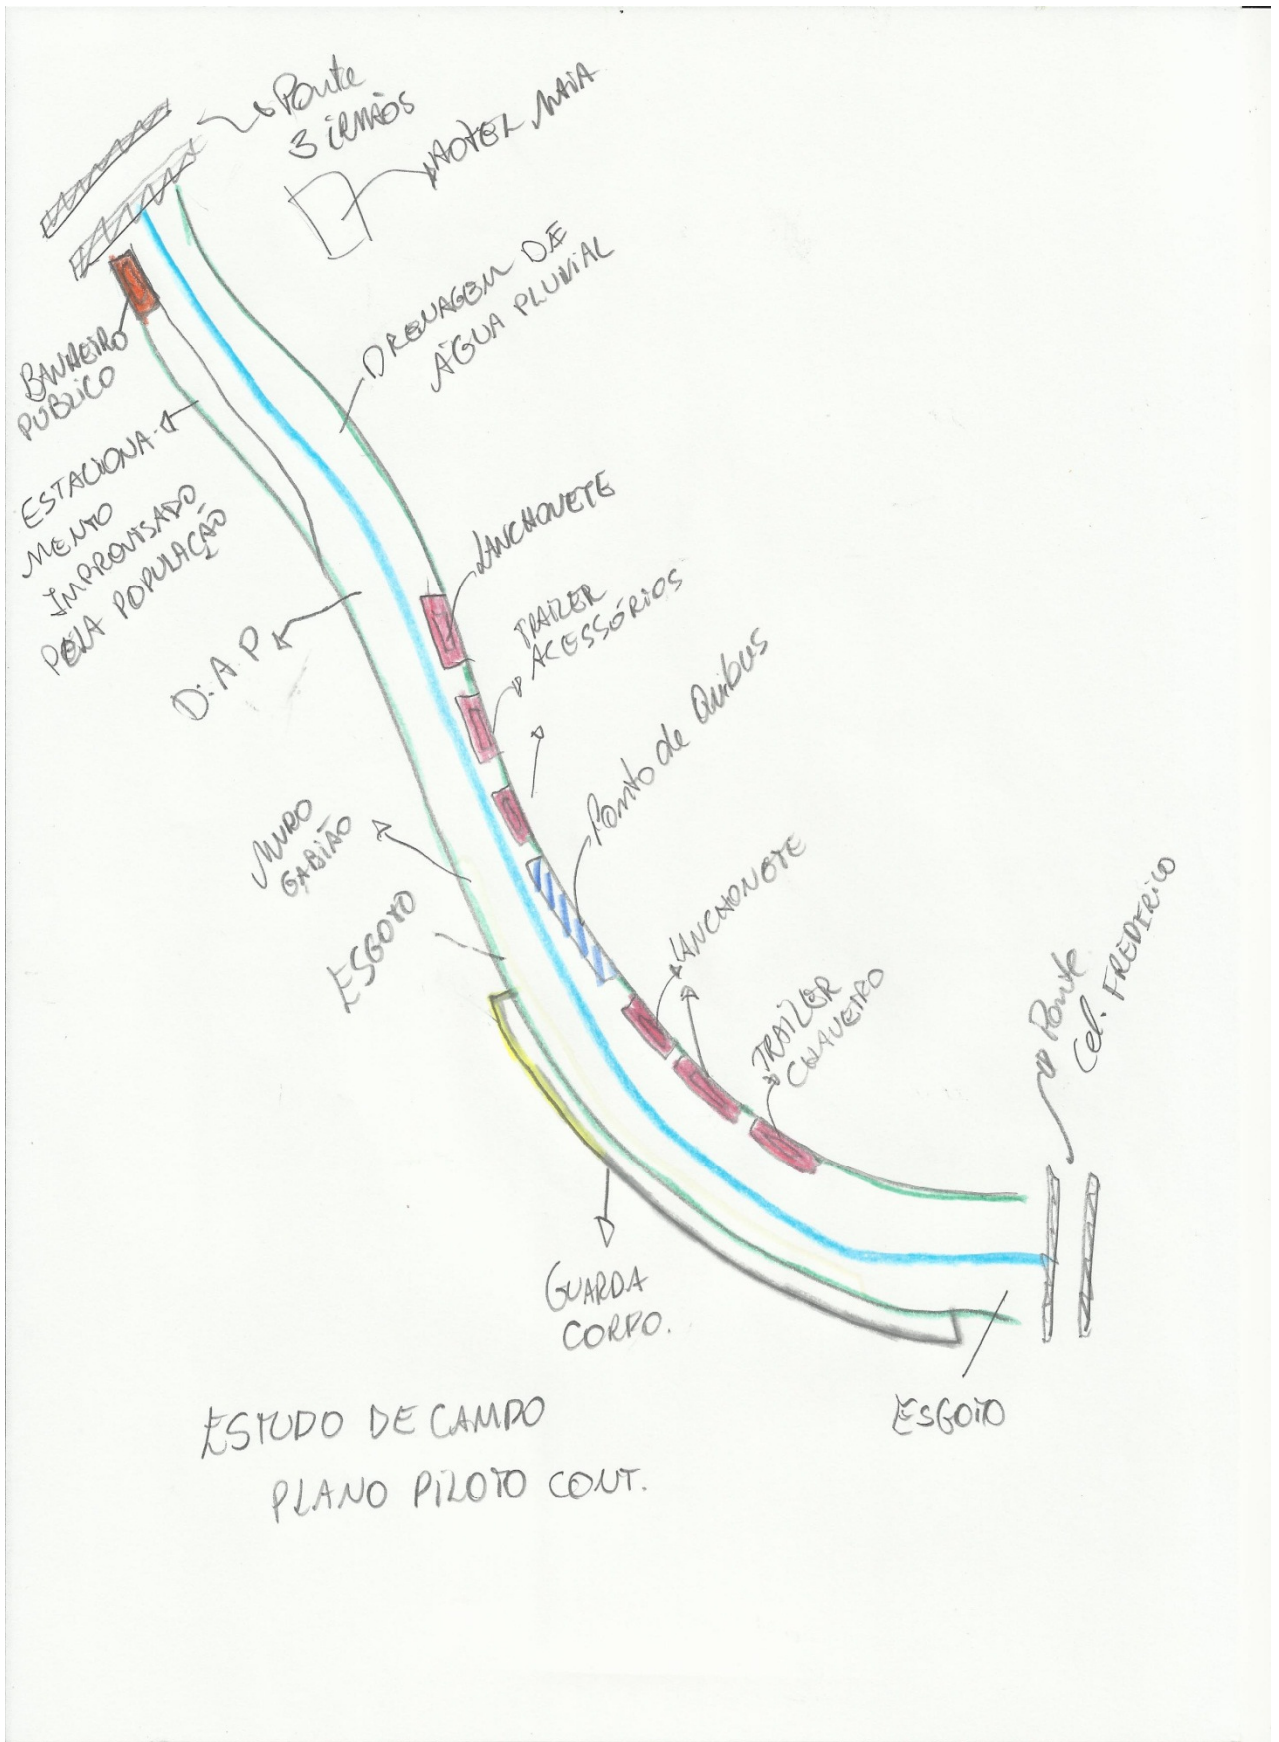 Ponte
3 IRMÃOS
HOTEL MAIA
DRENAGEM DE
ÁGUA PLUVIAL
BANHEIRO
PUBLICO
ESTACIONA-
MENTO
IMPROVISADO
PELA POPULAÇÃO
D.A.P
LANCHONETE
TRAILER
ACESSÓRIOS
Ponto de Ônibus
MURO
GABIÃO
ESGOTO
LANCHONETE
TRAILER
CHAVEIRO
Ponte
Cel. FREDERICO
GUARDA
CORPO.
ESGOTO
ESTUDO DE CAMPO
PLANO PILOTO CONT.